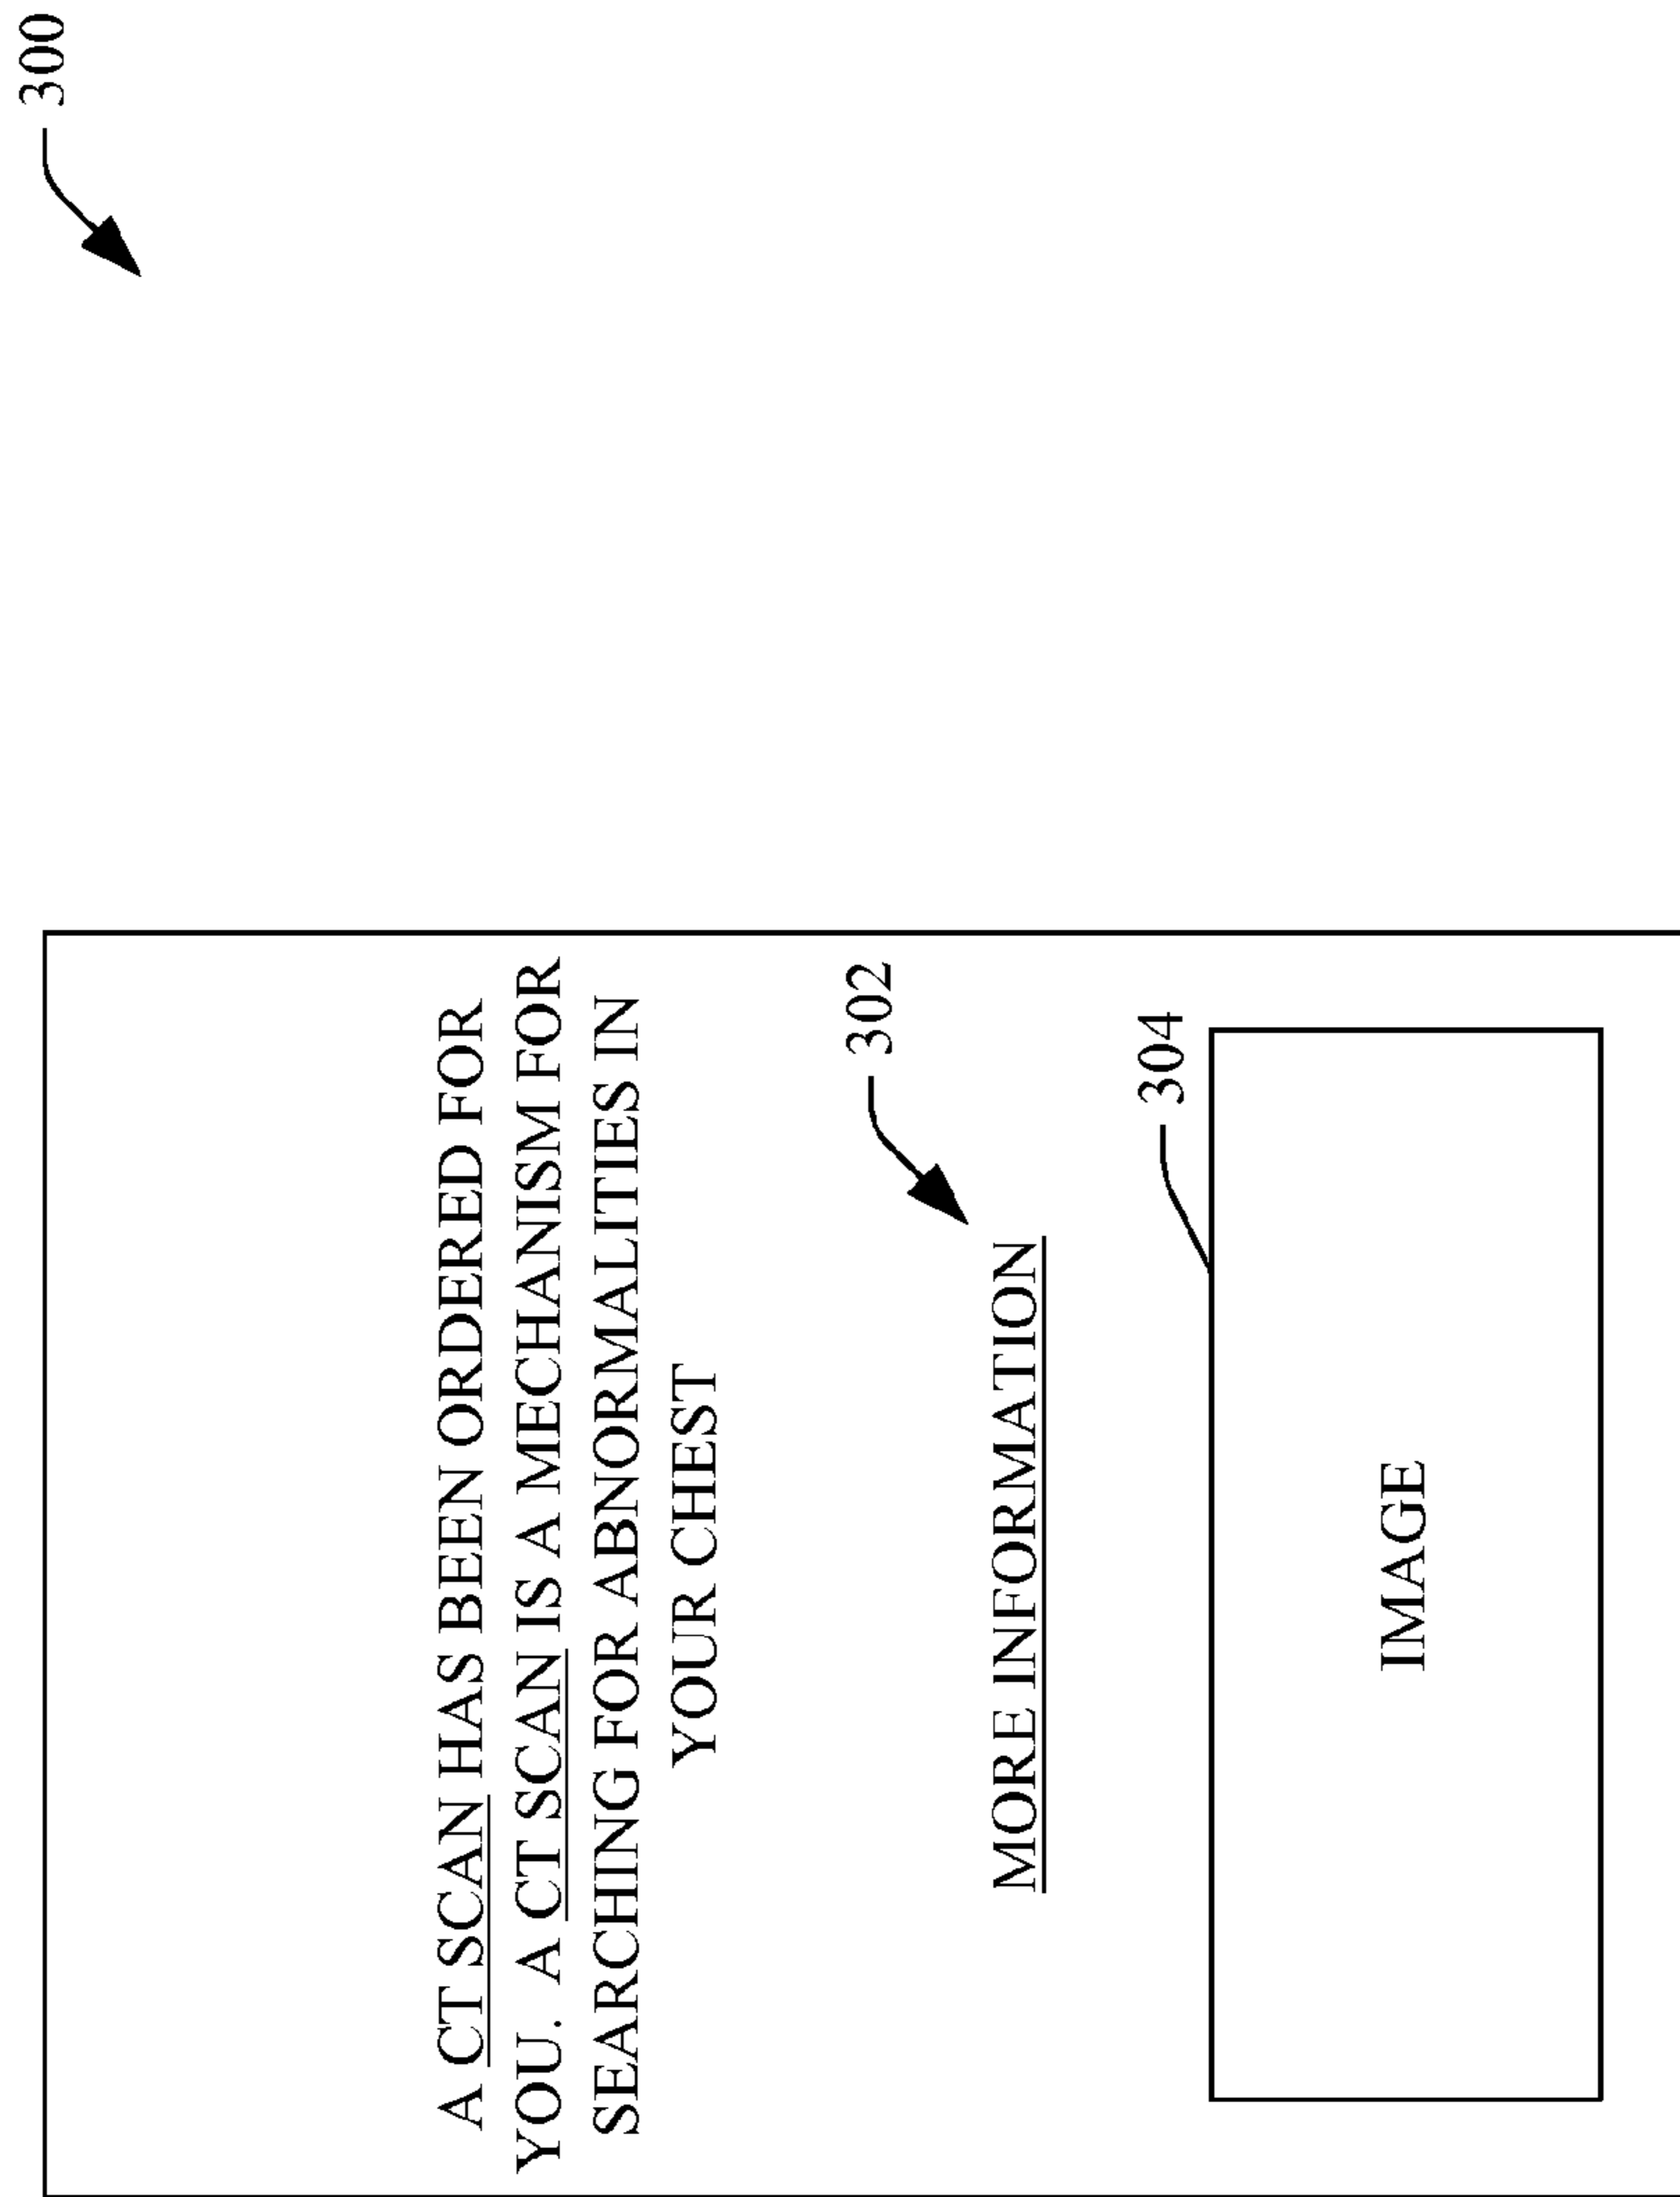 300
A CT SCAN HAS BEEN ORDERED FOR
YOU. A CT SCAN IS A MECHANISM FOR
SEARCHING FOR ABNORMALITIES IN
YOUR CHEST
302
MORE INFORMATION
304
IMAGE